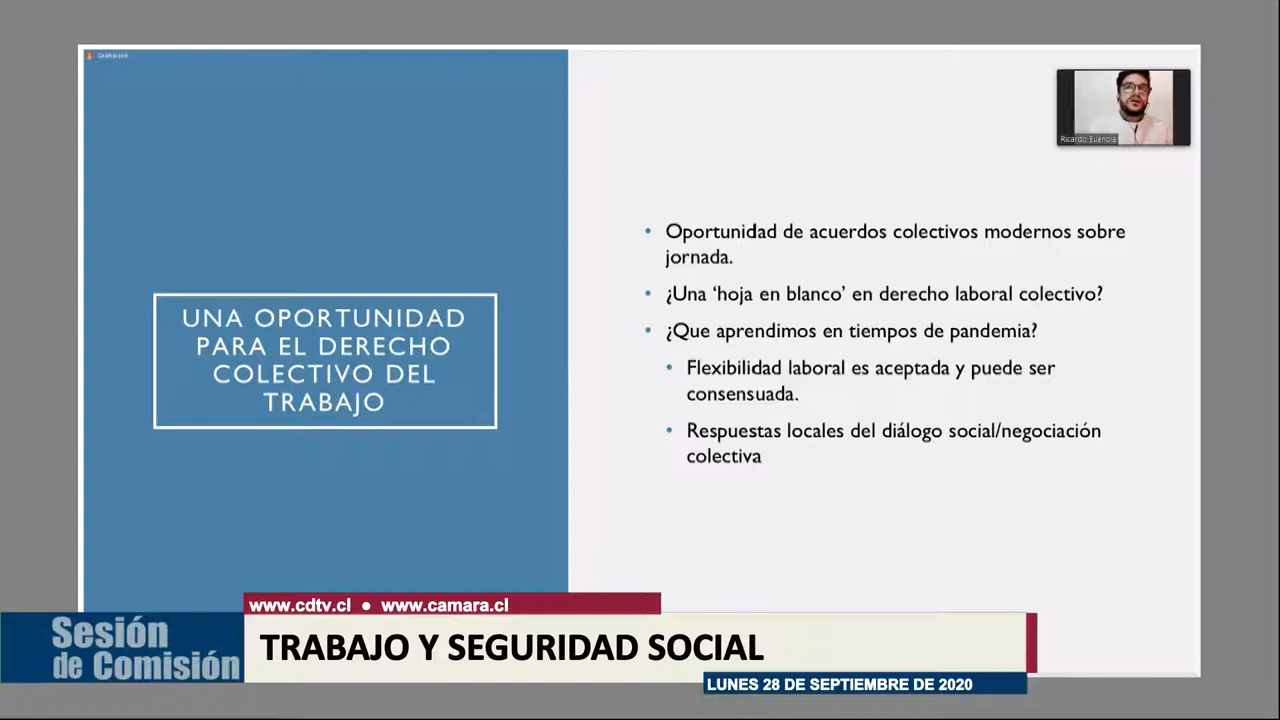 Grabación
Ricardo Buendia
UNA OPORTUNIDAD
PARA EL DERECHO
COLECTIVO DEL
TRABAJO
• Oportunidad de acuerdos colectivos modernos sobre
jornada.
• ¿Una ‘hoja en blanco’ en derecho laboral colectivo?
• ¿Que aprendimos en tiempos de pandemia?
• Flexibilidad laboral es aceptada y puede ser
consensuada.
• Respuestas locales del diálogo social/negociación
colectiva
www.cdtv.cl • www.camara.cl
Sesión
de Comisión
TRABAJO Y SEGURIDAD SOCIAL
LUNES 28 DE SEPTIEMBRE DE 2020